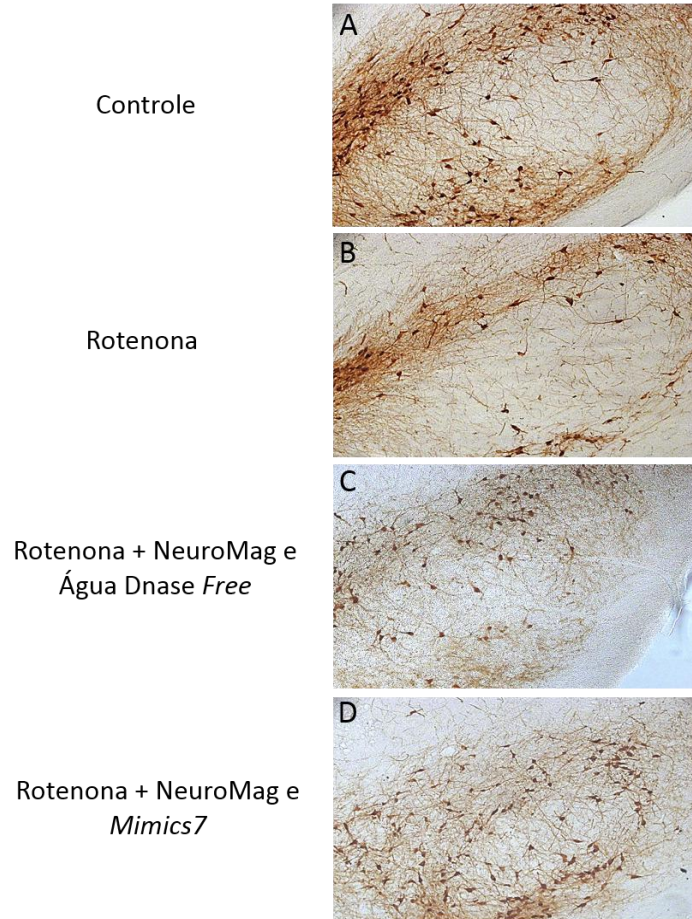 Controle
A
Rotenona
B
Rotenona + NeuroMag e
Água Dnase Free
C
Rotenona + NeuroMag e
Mimics7
D